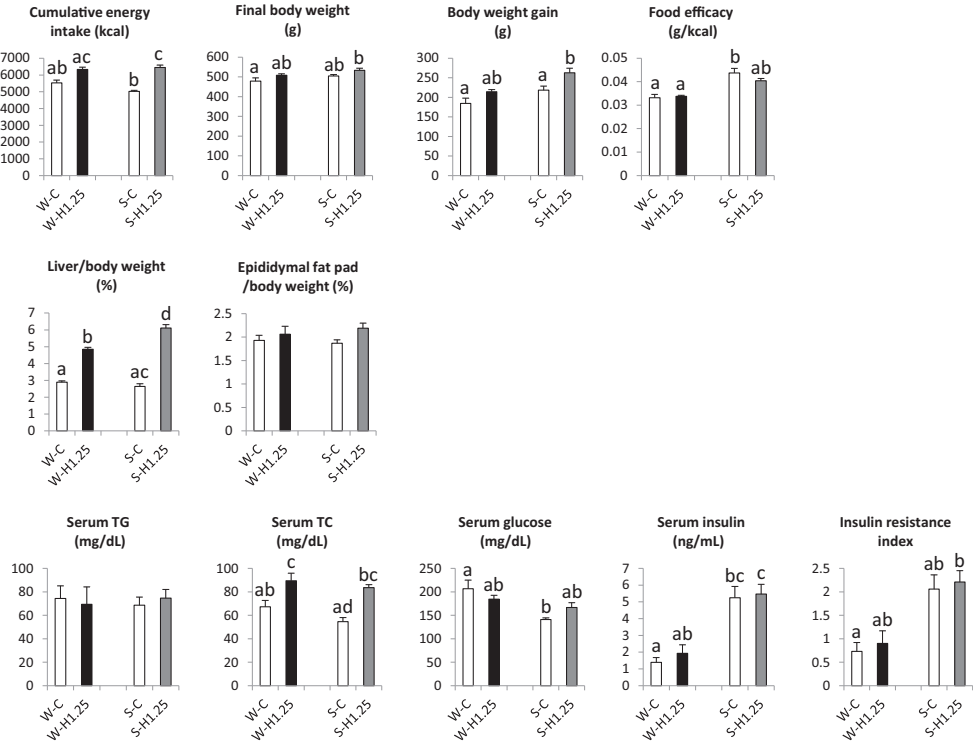 Cumulative energy
intake (kcal)
7000
6000
5000
4000
3000
2000
1000
0
ab ac b c
W-C W-H1.25 S-C S-H1.25
Final body weight
(g)
600
500
400
300
200
100
0
a ab ab b
W-C W-H1.25 S-C S-H1.25
Body weight gain
(g)
300
250
200
150
100
50
0
a ab a b
W-C W-H1.25 S-C S-H1.25
Food efficacy
(g/kcal)
0.05
0.04
0.03
0.02
0.01
0
a a b ab
W-C W-H1.25 S-C S-H1.25
Liver/body weight
(%)
7
6
5
4
3
2
1
0
a b ac d
W-C W-H1.25 S-C S-H1.25
Epididymal fat pad
/body weight (%)
2.5
2
1.5
1
0.5
0
W-C W-H1.25 S-C S-H1.25
Serum TG
(mg/dL)
100
80
60
40
20
0
W-C W-H1.25 S-C S-H1.25
Serum TC
(mg/dL)
100
80
60
40
20
0
ab c ad bc
W-C W-H1.25 S-C S-H1.25
Serum glucose
(mg/dL)
250
200
150
100
50
0
a ab b ab
W-C W-H1.25 S-C S-H1.25
Serum insulin
(ng/mL)
7
6
5
4
3
2
1
0
a ab bc c
W-C W-H1.25 S-C S-H1.25
Insulin resistance
index
2.5
2
1.5
1
0.5
0
a ab ab b
W-C W-H1.25 S-C S-H1.25